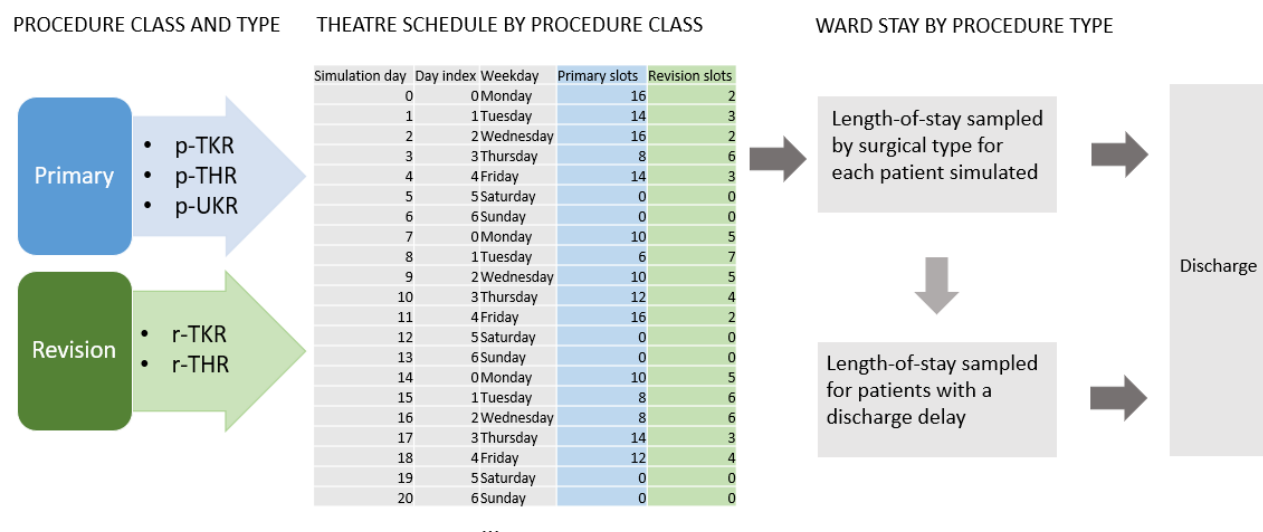 PROCEDURE CLASS AND TYPE
THEATRE SCHEDULE BY PROCEDURE CLASS
WARD STAY BY PROCEDURE TYPE
Primary
• p-TKR
• p-THR
• p-UKR
Revision
• r-TKR
• r-THR
Simulation day Day index Weekday Primary slots Revision slots
0 0 Monday 16 2
1 1 Tuesday 14 3
2 2 Wednesday 16 2
3 3 Thursday 8 6
4 4 Friday 14 3
5 5 Saturday 0 0
6 6 Sunday 0 0
7 0 Monday 10 5
8 1 Tuesday 6 7
9 2 Wednesday 10 5
10 3 Thursday 12 4
11 4 Friday 16 2
12 5 Saturday 0 0
13 6 Sunday 0 0
14 0 Monday 10 5
15 1 Tuesday 8 6
16 2 Wednesday 8 6
17 3 Thursday 14 3
18 4 Friday 12 4
19 5 Saturday 0 0
20 6 Sunday 0 0
...
Length-of-stay sampled
by surgical type for
each patient simulated
Length-of-stay sampled
for patients with a
discharge delay
Discharge